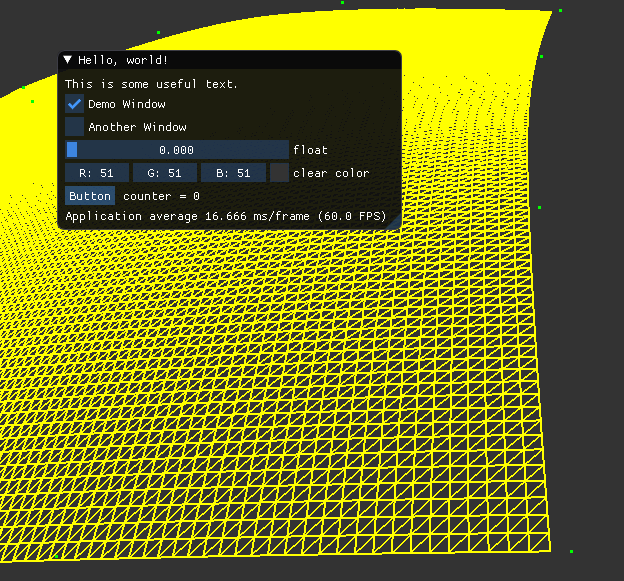 Hello, world!
This is some useful text.
Demo Window
Another Window
0.000 float
R: 51 G: 51 B: 51 clear color
Button counter = 0
Application average 16.666 ms/frame (60.0 FPS)